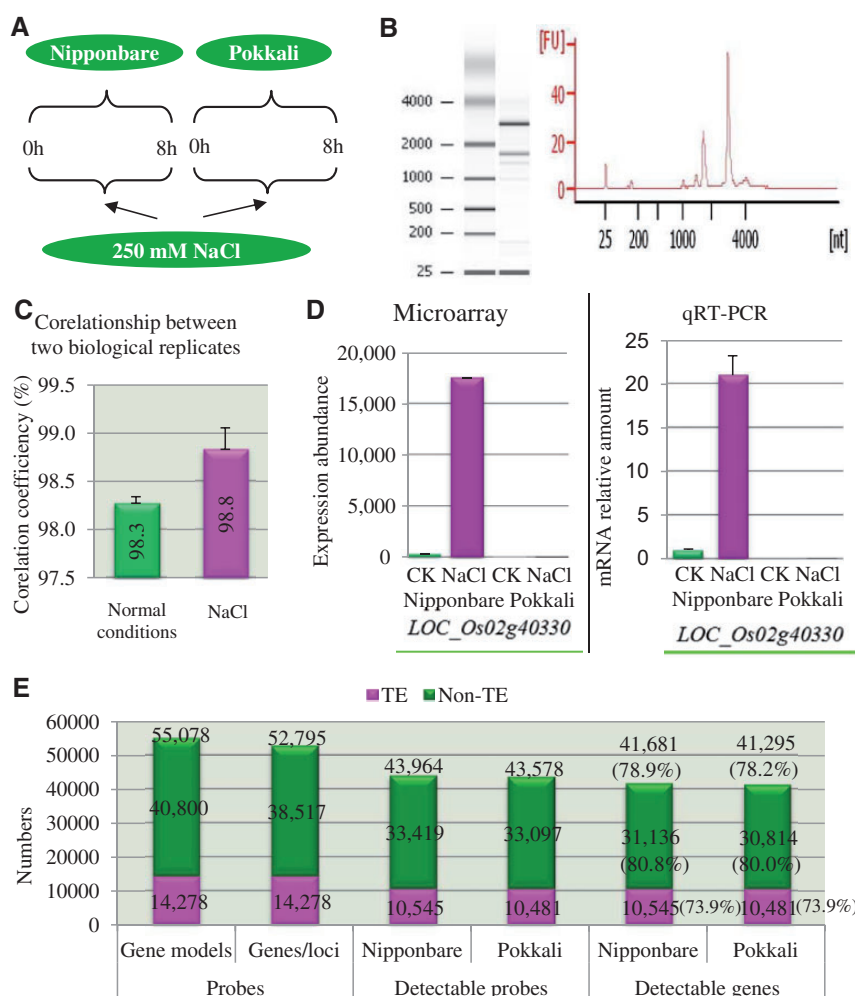 A
Nipponbare Pokkali
0h 8h 0h 8h
250 mM NaCl
B
4000
2000
1000
500
200
25
[FU]
60
40
20
0
25 200 1000 4000 [nt]
C
Corelationship between
two biological replicates
Corelation coefficiency (%)
99.5
99.0
98.5
98.0
97.5
98.3
98.8
Normal
conditions
NaCl
D
Microarray
Expression abundance
20,000
15,000
10,000
5,000
0
CK NaCl CK NaCl
Nipponbare Pokkali
LOC_Os02g40330
qRT-PCR
mRNA relative amount
25
20
15
10
5
0
CK NaCl CK NaCl
Nipponbare Pokkali
LOC_Os02g40330
E
TE Non-TE
Numbers
60000
50000
40000
30000
20000
10000
0
55,078
40,800
14,278
52,795
38,517
14,278
43,964
33,419
10,545
43,578
33,097
10,481
41,681
(78.9%)
31,136
(80.8%)
10,545(73.9%)
41,295
(78.2%)
30,814
(80.0%)
10,481(73.9%)
Gene models Genes/loci Nipponbare Pokkali Nipponbare Pokkali
Probes Detectable probes Detectable genes